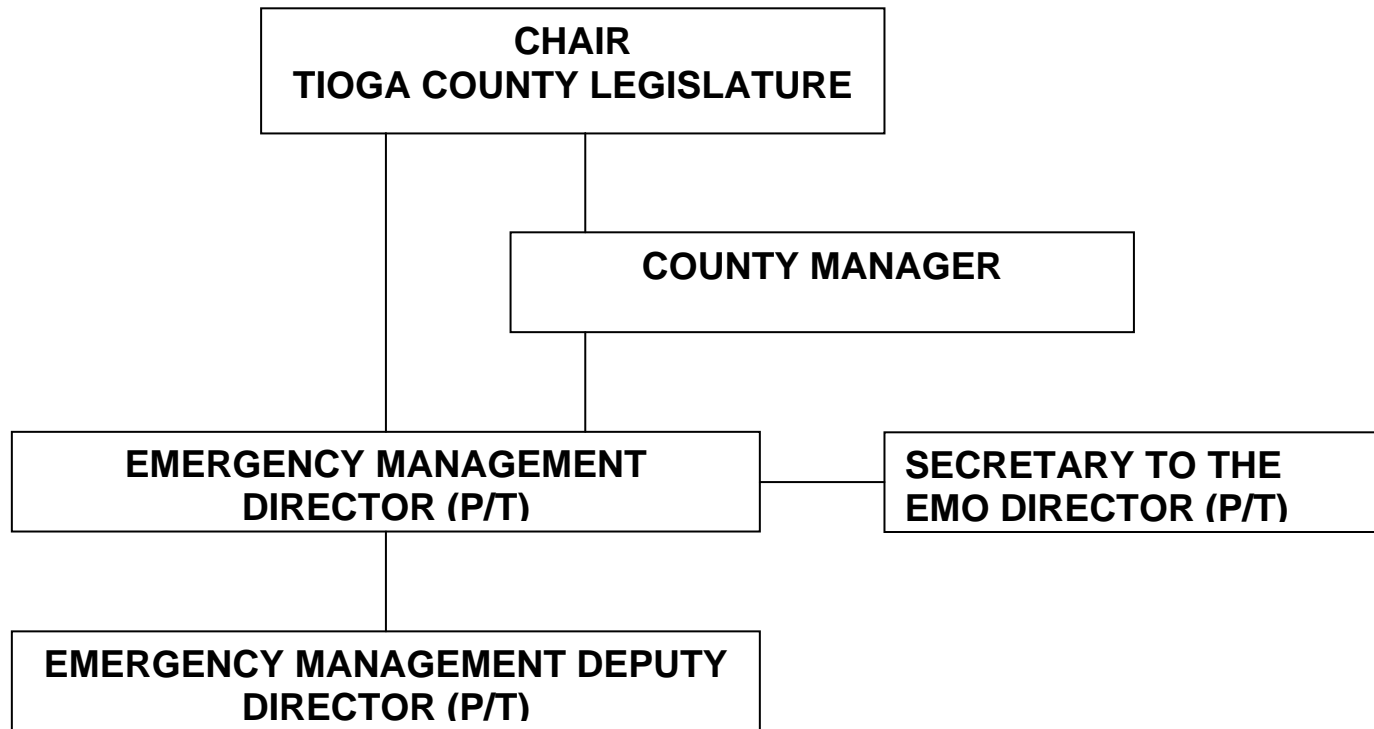 CHAIR
TIOGA COUNTY LEGISLATURE
COUNTY MANAGER
EMERGENCY MANAGEMENT
DIRECTOR (P/T)
SECRETARY TO THE
EMO DIRECTOR (P/T)
EMERGENCY MANAGEMENT DEPUTY
DIRECTOR (P/T)